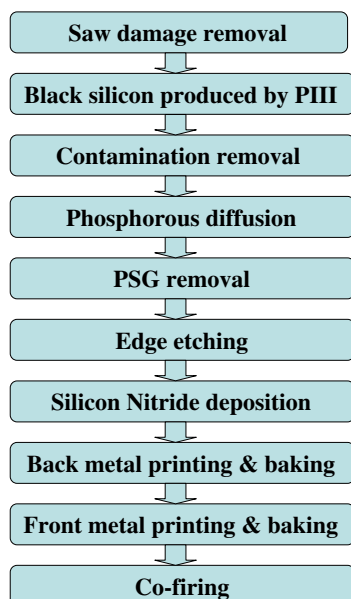 Saw damage removal
Black silicon produced by PIII
Contamination removal
Phosphorous diffusion
PSG removal
Edge etching
Silicon Nitride deposition
Back metal printing & baking
Front metal printing & baking
Co-firing